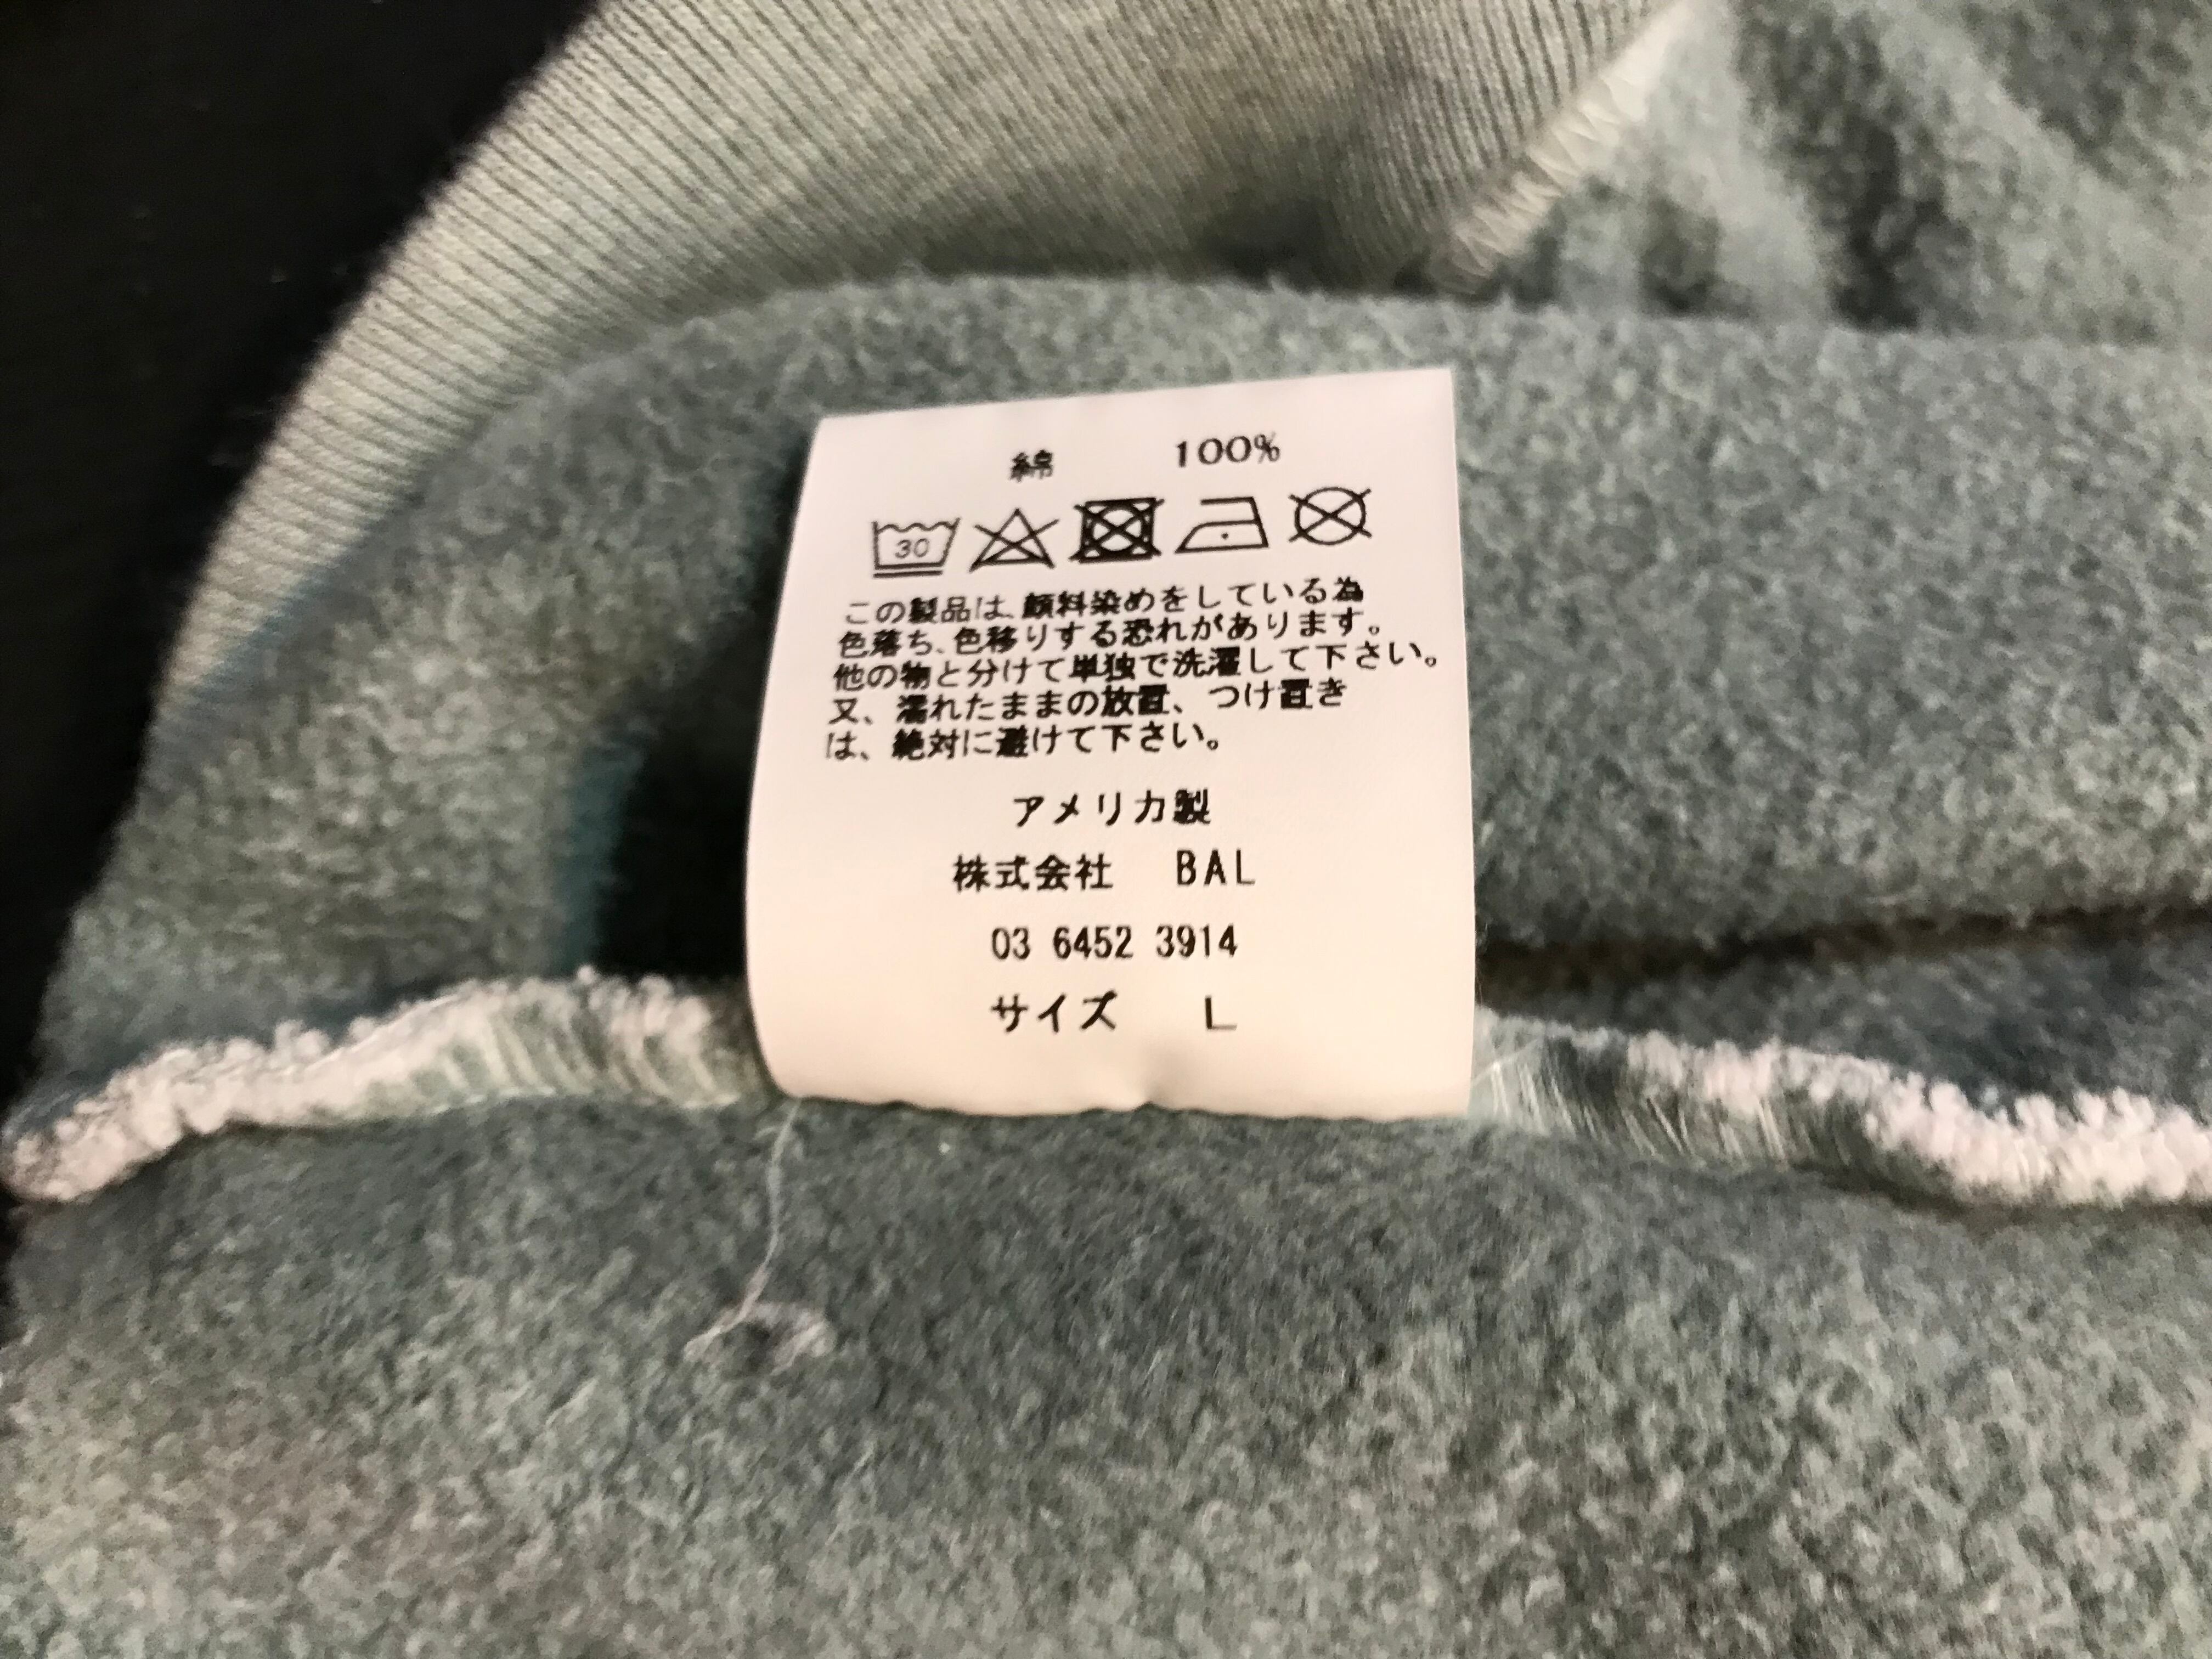 綿 100%
30
この製品は、顔料染めをしている為
色落ち、色移りする恐れがあります。
他の物と分けて単独で洗濯して下さい。
又、濡れたままの放置、つけ置き
は、絶対に避けて下さい。
アメリカ製
株式会社 BAL
03 6452 3914
サイズ L